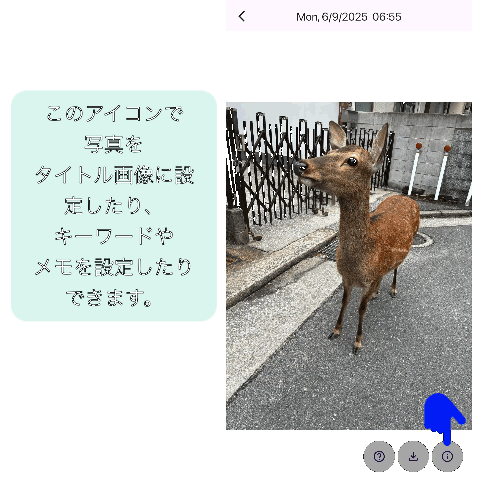 このアイコンで
写真を
タイトル画像に設
定したり、
キーワードや
メモを設定したり
できます。
Mon, 6/9/2025 06:55